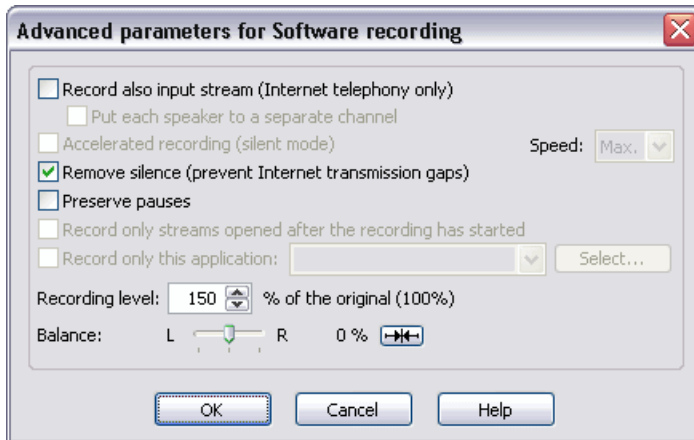 Advanced parameters for Software recording
Record also input stream (Internet telephony only)
Put each speaker to a separate channel
Accelerated recording (silent mode) Speed: Max.
Remove silence (prevent Internet transmission gaps)
Preserve pauses
Record only streams opened after the recording has started
Record only this application: Select...
Recording level: 150 % of the original (100%)
Balance: L R 0 %
OK Cancel Help